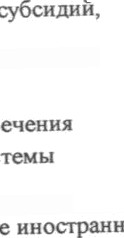 субсидий,
ечения
темы
е иностранн